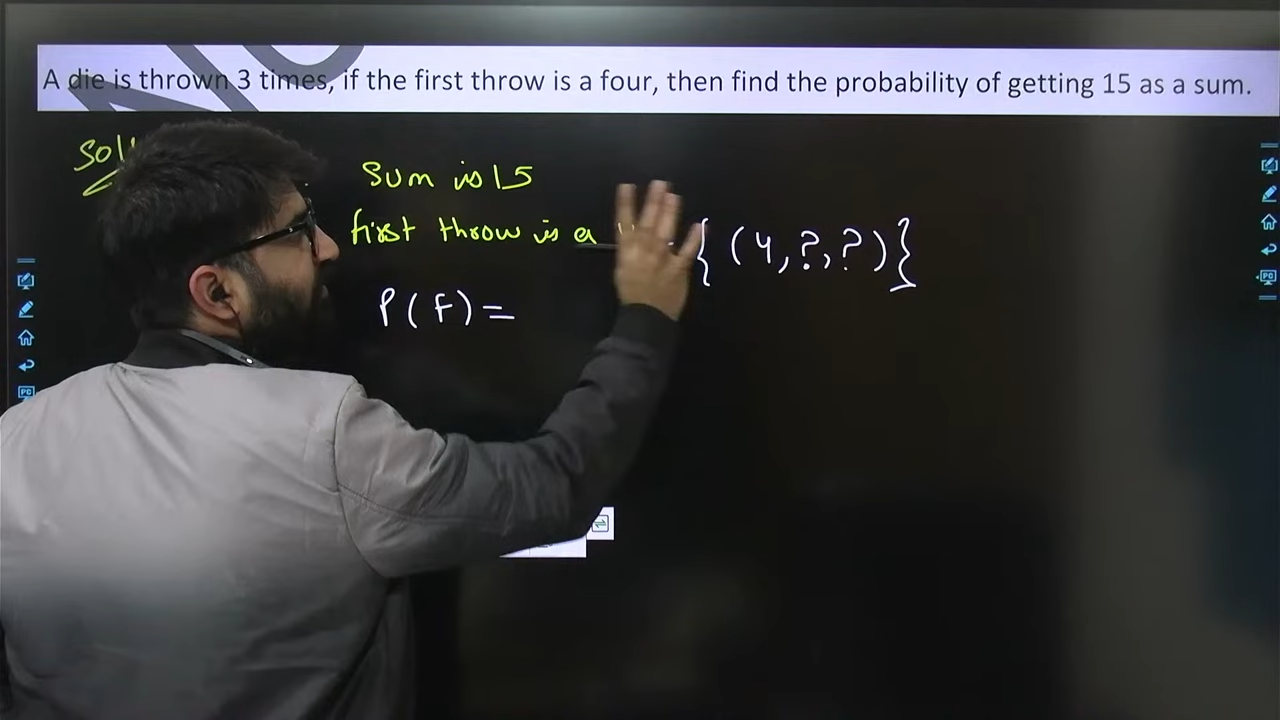 A die is thrown 3 times, if the first throw is a four, then find the probability of getting 15 as a sum.
Sol
Sum is 15
first throw is a {(4,?,?)}
P(F)=